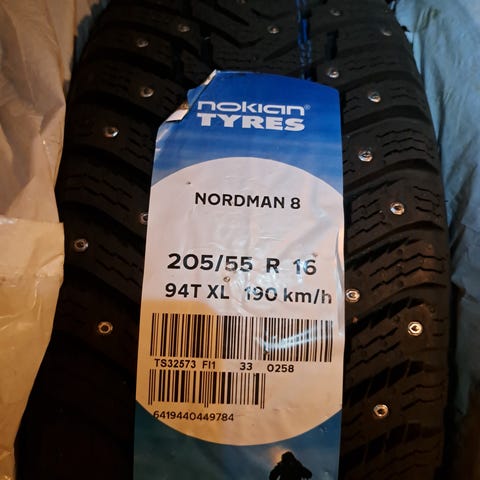 nokian®
TYRES
NORDMAN 8
205/55 R 16
94T XL 190 km/h
TS32573 FI1 33 0258
6419440449784